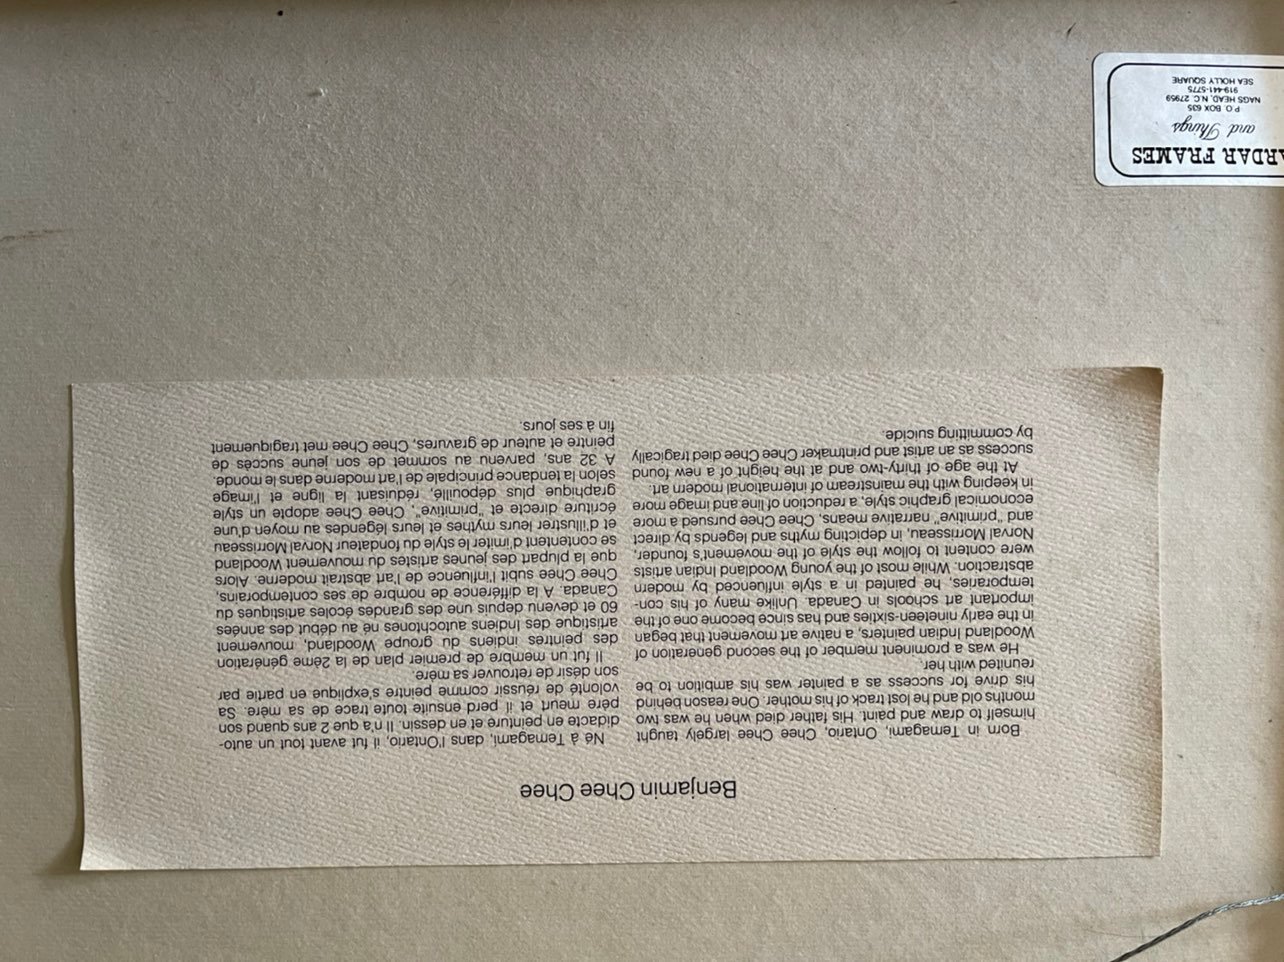 Benjamin Chee Chee
Born in Temagami, Ontario, Chee Chee largely taught
himself to draw and paint. His father died when he was two
months old and he lost track of his mother. One reason behind
his drive for success as a painter was his ambition to be
reunited with her.
He was a prominent member of the second generation of
Woodland Indian painters, a native art movement that began
in the early nineteen-sixties and has since become one of the
important art schools in Canada. Unlike many of his con-
temporaries, he painted in a style influenced by modern
abstraction. While most of the young Woodland Indian artists
were content to follow the style of the movement's founder,
Norval Morrisseau, in depicting myths and legends by direct
and "primitive" narrative means, Chee Chee pursued a more
economical graphic style, a reduction of line and image more
in keeping with the mainstream of international modern art.
At the age of thirty-two and at the height of a new found
success as an artist and printmaker Chee Chee died tragically
by committing suicide.
Né à Temagami, dans l'Ontario, il fut avant tout un auto-
didacte en peinture et en dessin. Il n'a que 2 ans quand son
père meurt et il perd ensuite toute trace de sa mère. Sa
volonté de réussir comme peintre s'explique en partie par
son désir de retrouver sa mère.
Il fut un membre de premier plan de la 2ème génération
des peintres indiens du groupe Woodland, mouvement
artistique des Indiens autochtones né au début des années
60 et devenu depuis une des grandes écoles artistiques du
Canada. A la différence de nombre de ses contemporains,
Chee Chee subit l'influence de l'art abstrait moderne. Alors
que la plupart des jeunes artistes du mouvement Woodland
se contentent d'imiter le style du fondateur Norval Morrisseau
et d'illustrer leurs mythes et leurs légendes au moyen d'une
écriture directe et "primitive", Chee Chee adopte un style
graphique plus dépouillé, réduisant la ligne et l'image
selon la tendance principale de l'art moderne dans le monde.
A 32 ans, parvenu au sommet de son jeune succès de
peintre et auteur de gravures, Chee Chee met tragiquement
fin à ses jours.
ARDAR FRAMES
and Things
P.O. BOX 635
NAGS HEAD, N.C. 27959
919-441-5775
SEA HOLLY SQUARE